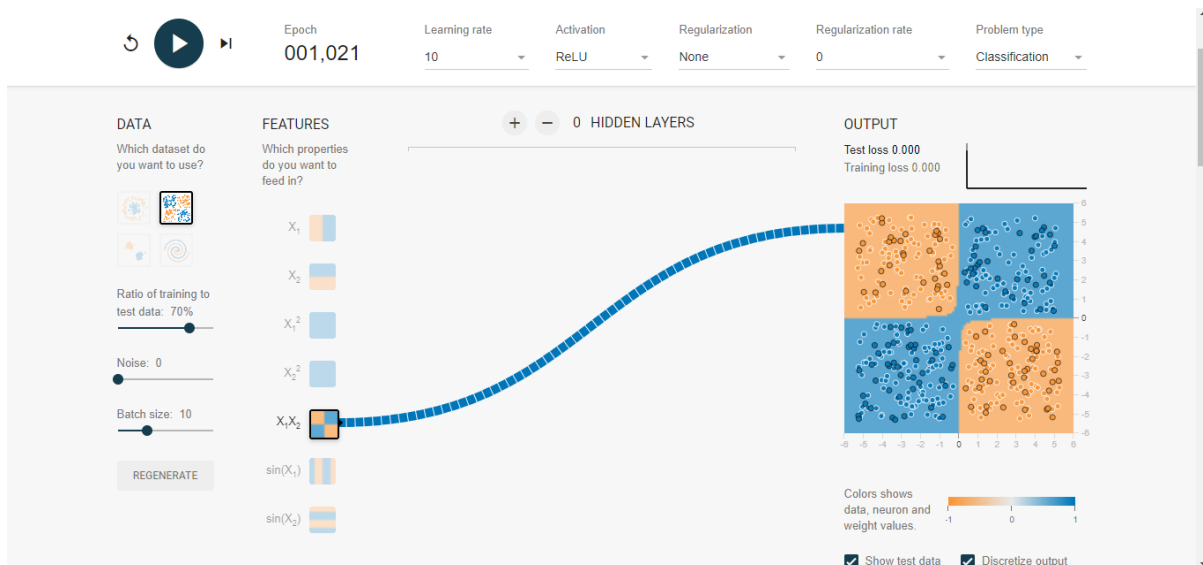 Epoch
001,021
Learning rate
10
Activation
ReLU
Regularization
None
Regularization rate
0
Problem type
Classification
DATA
Which dataset do
you want to use?
Ratio of training to
test data: 70%
Noise: 0
Batch size: 10
REGENERATE
FEATURES
Which properties
do you want to
feed in?
X₁
X₂
X₁²
X₂²
X₁X₂
sin(X₁)
sin(X₂)
+ − 0 HIDDEN LAYERS
OUTPUT
Test loss 0.000
Training loss 0.000
6
5
4
3
2
1
0
-1
-2
-3
-4
-5
-6
-6 -5 -4 -3 -2 -1 0 1 2 3 4 5 6
Colors shows
data, neuron and
weight values.
-1 0 1
Show test data
Discretize output